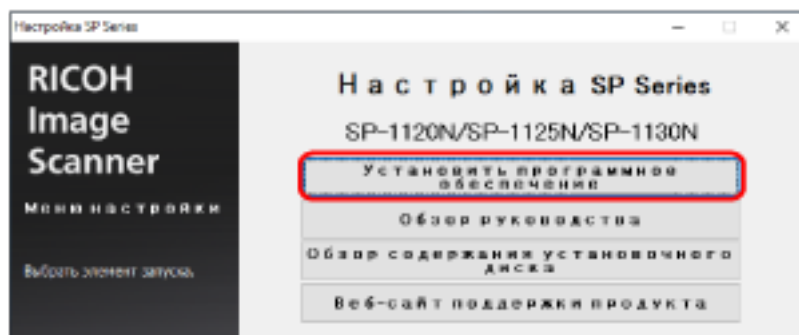 Настройка SP Series
RICOH
Image
Scanner
Меню настройки
Выбрать элемент запуска.
Настройка SP Series
SP-1120N/SP-1125N/SP-1130N
Установить программное
обеспечение
Обзор руководства
Обзор содержания установочного
диска
Веб-сайт поддержки продукта